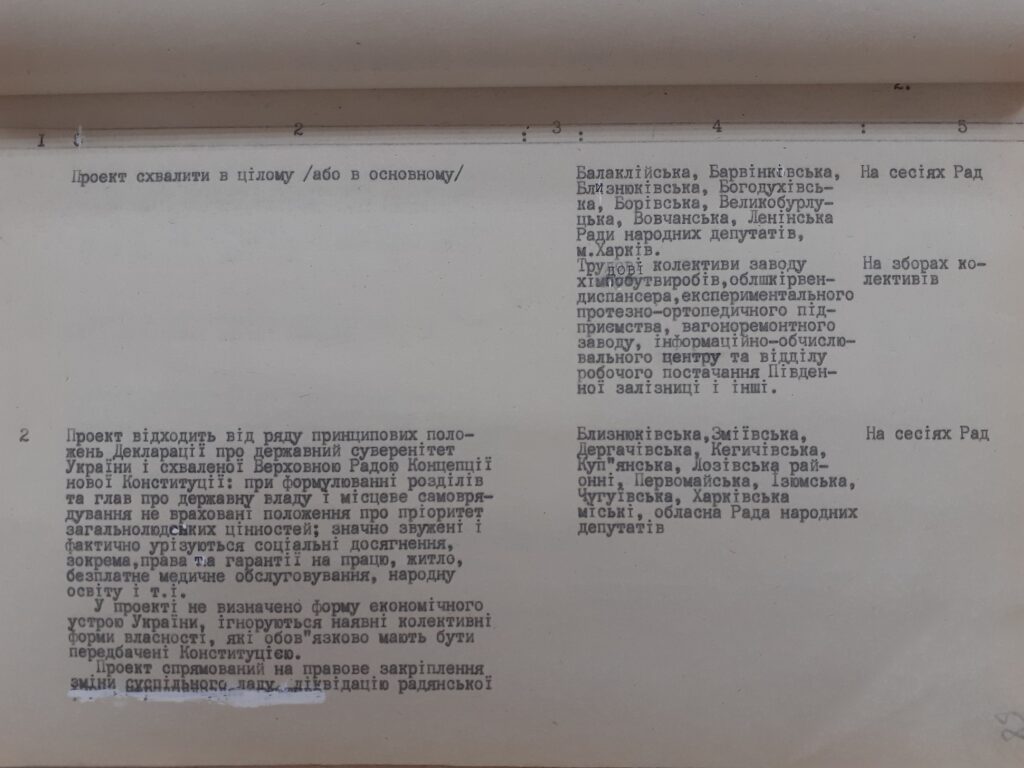 2.
1 : 2 : 3 : 4 : 5
Проект схвалити в цілому /або в основному/
Балаклійська, Барвінківська,
Близнюківська, Богодухівсь-
ка, Борівська, Великобурлу-
цька, Вовчанська, Ленінська
Ради народних депутатів,
м.Харків.
На сесіях Рад
Трудові колективи заводу
хімпобутвиробів,облшкірвен-
диспансера,експериментального
протезно-ортопедичного під-
приємства, вагоноремонтного
заводу, інформаційно-обчислю-
вального центру та відділу
робочого постачання Півден-
ної залізниці і інші.
На зборах ко-
лективів
2
Проект відходить від ряду принципових поло-
жень Декларації про державний суверенітет
України і схваленої Верховною Радою Концепції
нової Конституції: при формулюванні розділів
та глав про державну владу і місцеве самовря-
дування не враховані положення про пріоритет
загальнолюдських цінностей; значно звужені і
фактично урізуються соціальні досягнення,
зокрема,права та гарантії на працю, житло,
безплатне медичне обслуговування, народну
освіту і т.і.
У проекті не визначено форму економічного
устрою України, ігноруються наявні колективні
форми власності, які обов"язково мають бути
передбачені Конституцією.
Проект спрямований на правове закріплення
зміни суспільного ладу, ліквідацію радянської
Близнюківська,Зміївська,
Дергачівська, Кегичівська,
Куп"янська, Лозівська рай-
онні, Первомайська, Ізюмська,
Чугуївська, Харківська
міські, обласна Рада народних
депутатів
На сесіях Рад